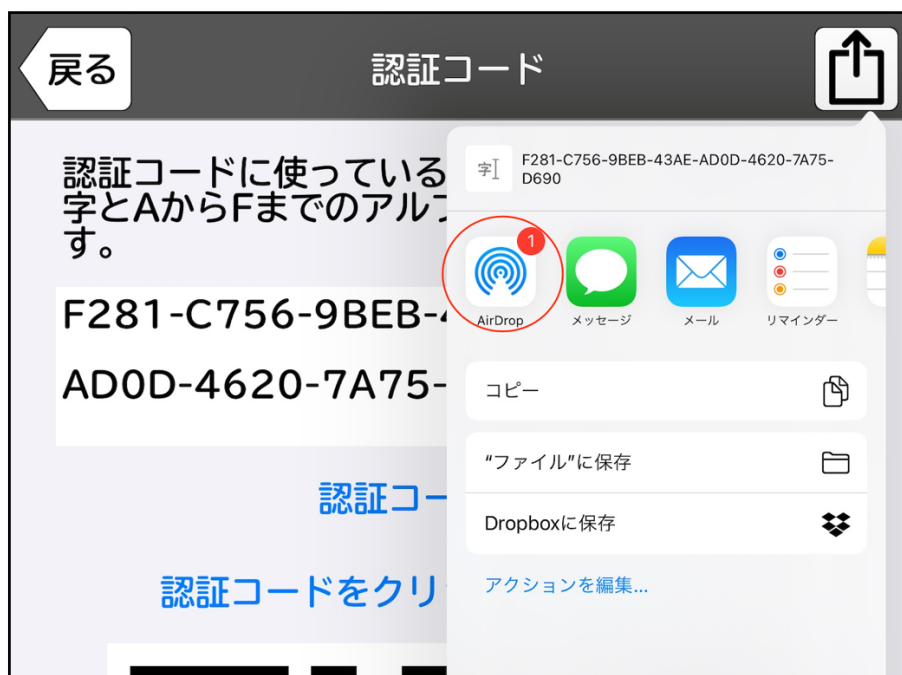 戻る
認証コード
認証コードに使っている
字とAからFまでのアルフ
す。
F281-C756-9BEB-
AD0D-4620-7A75-
認証コー
認証コードをクリ
字
F281-C756-9BEB-43AE-AD0D-4620-7A75-
D690
1
AirDrop
メッセージ
メール
リマインダー
コピー
“ファイル”に保存
Dropboxに保存
アクションを編集...